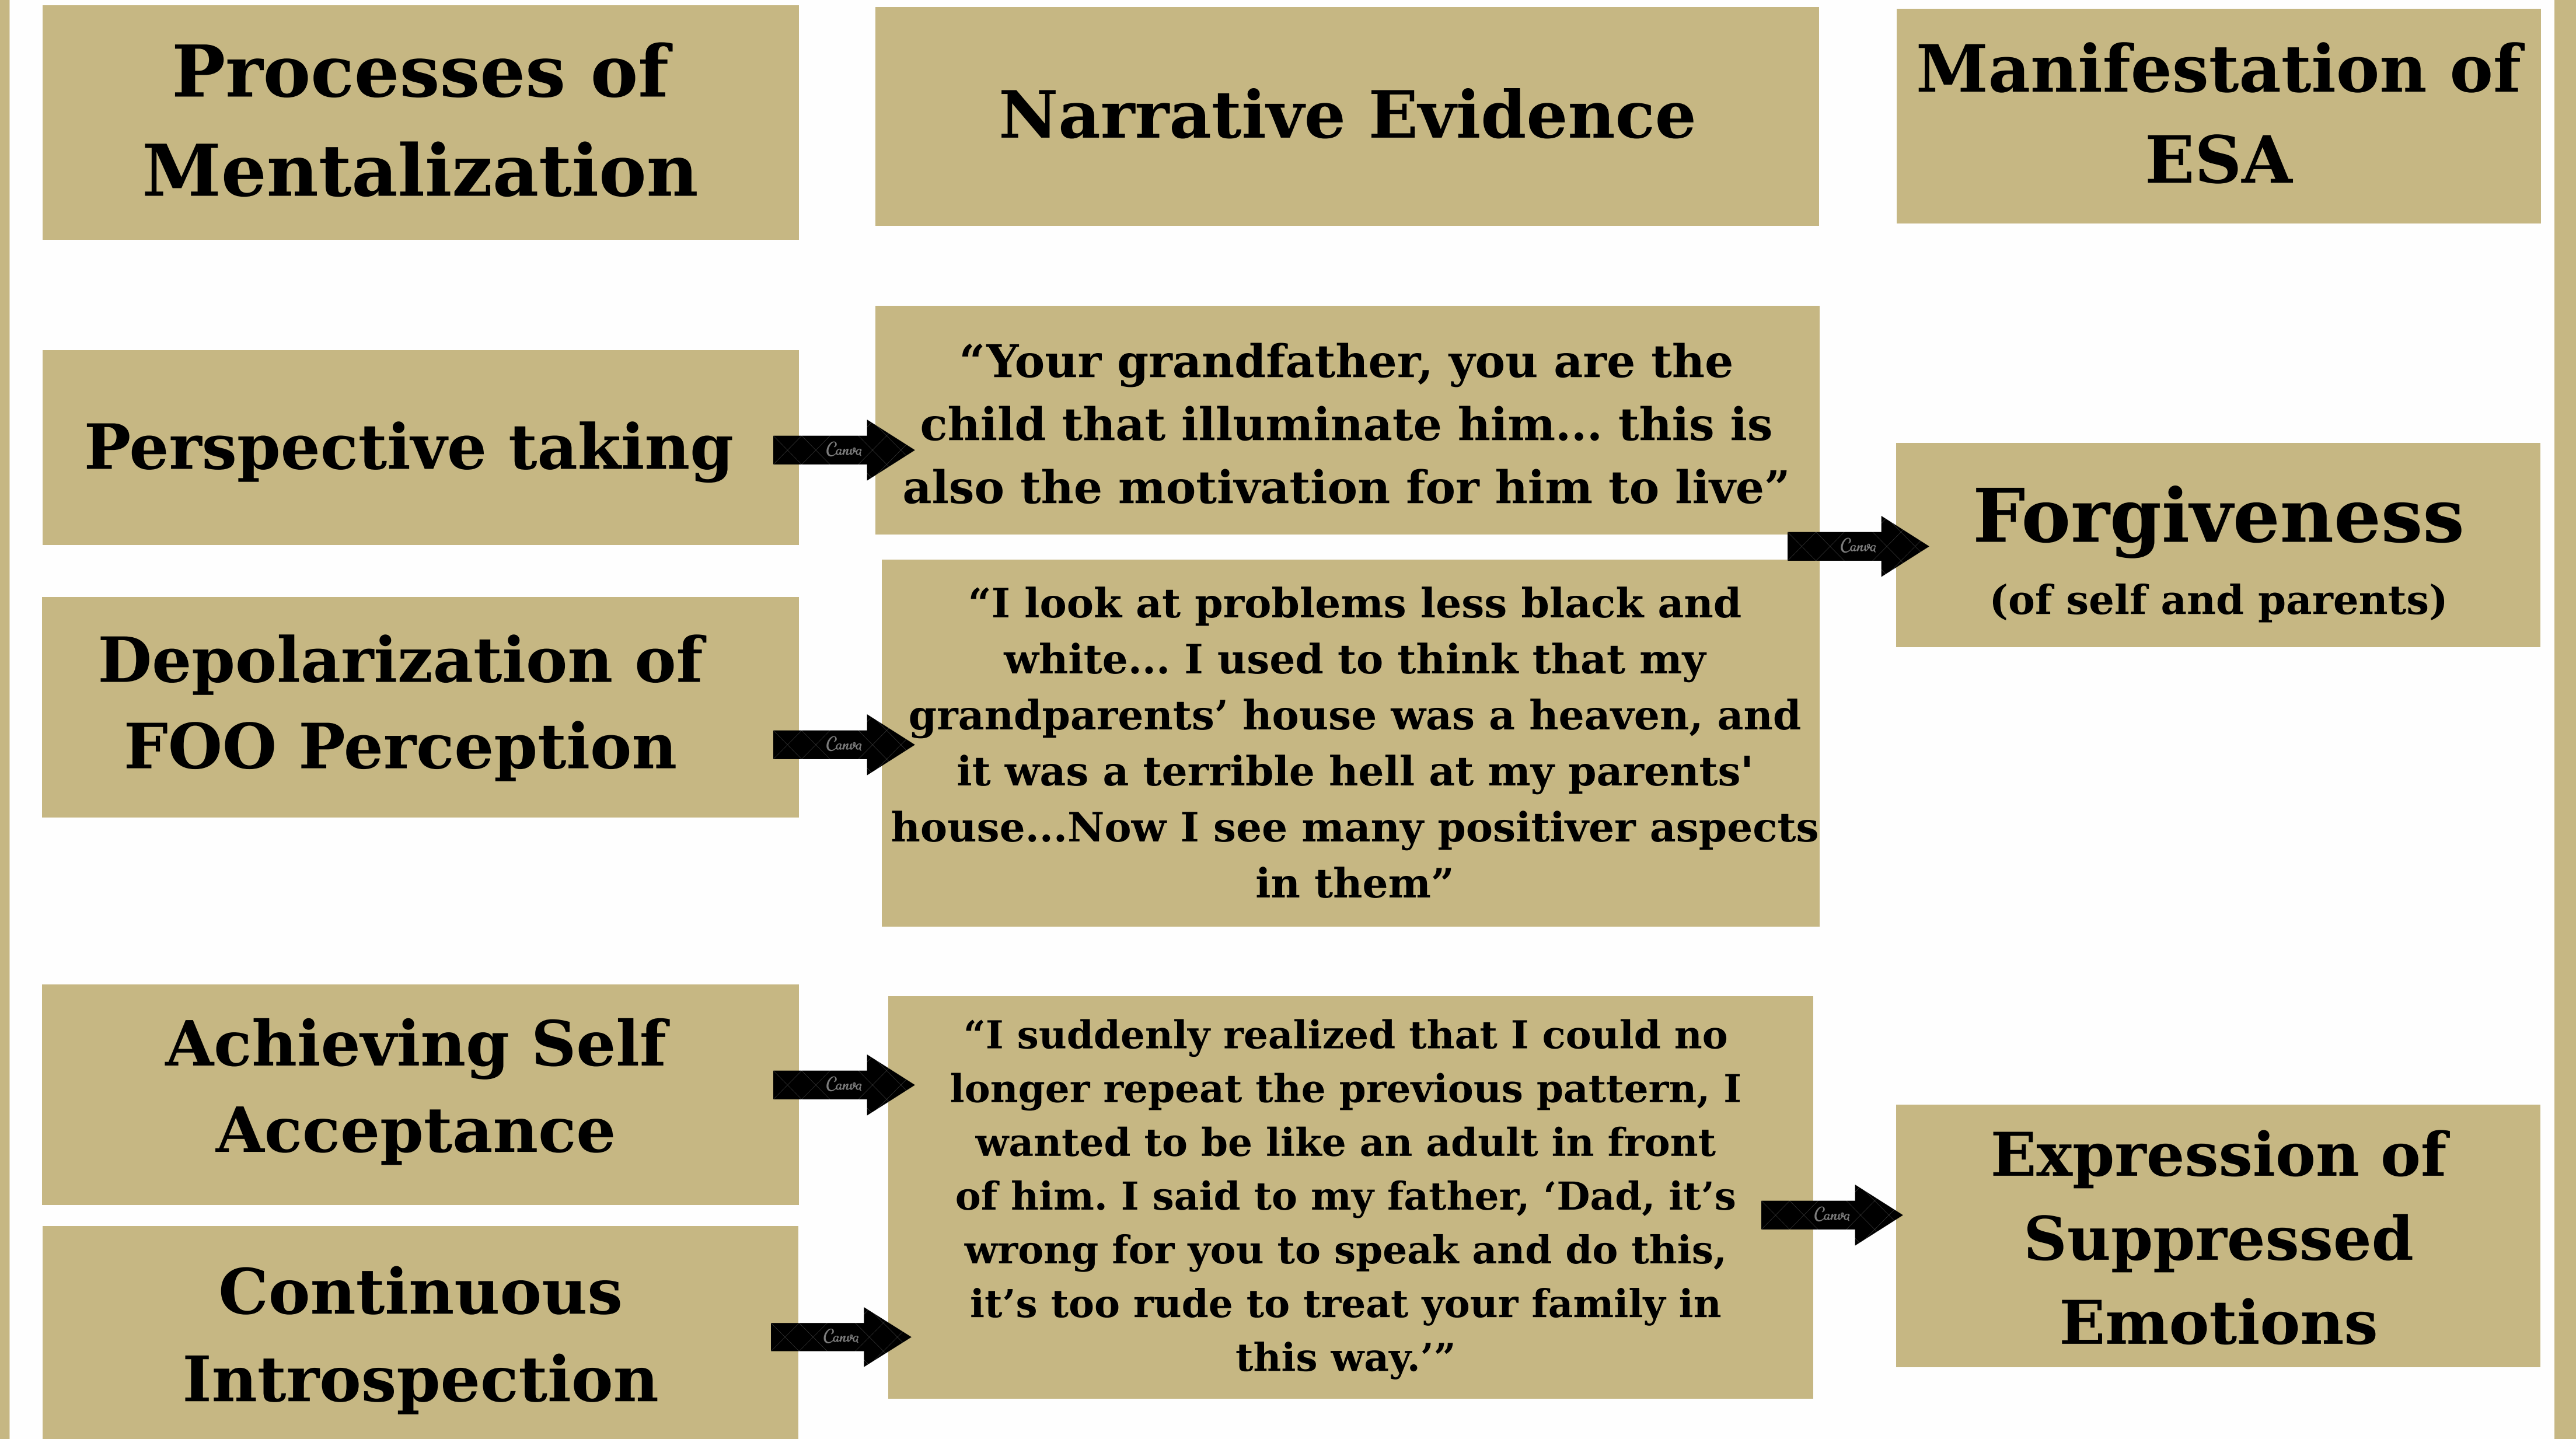 Processes of
Mentalization
Narrative Evidence
Manifestation of
ESA
Perspective taking
Canva
“Your grandfather, you are the
child that illuminate him... this is
also the motivation for him to live”
Canva
Forgiveness
(of self and parents)
Depolarization of
FOO Perception
Canva
“I look at problems less black and
white... I used to think that my
grandparents’ house was a heaven, and
it was a terrible hell at my parents'
house...Now I see many positiver aspects
in them”
Achieving Self
Acceptance
Canva
Continuous
Introspection
Canva
“I suddenly realized that I could no
longer repeat the previous pattern, I
wanted to be like an adult in front
of him. I said to my father, ‘Dad, it’s
wrong for you to speak and do this,
it’s too rude to treat your family in
this way.’”
Canva
Expression of
Suppressed
Emotions